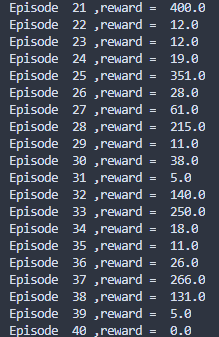 Episode  21 ,reward =  400.0
Episode  22 ,reward =  12.0
Episode  23 ,reward =  12.0
Episode  24 ,reward =  19.0
Episode  25 ,reward =  351.0
Episode  26 ,reward =  28.0
Episode  27 ,reward =  61.0
Episode  28 ,reward =  215.0
Episode  29 ,reward =  11.0
Episode  30 ,reward =  38.0
Episode  31 ,reward =  5.0
Episode  32 ,reward =  140.0
Episode  33 ,reward =  250.0
Episode  34 ,reward =  18.0
Episode  35 ,reward =  11.0
Episode  36 ,reward =  26.0
Episode  37 ,reward =  266.0
Episode  38 ,reward =  131.0
Episode  39 ,reward =  5.0
Episode  40 ,reward =  0.0